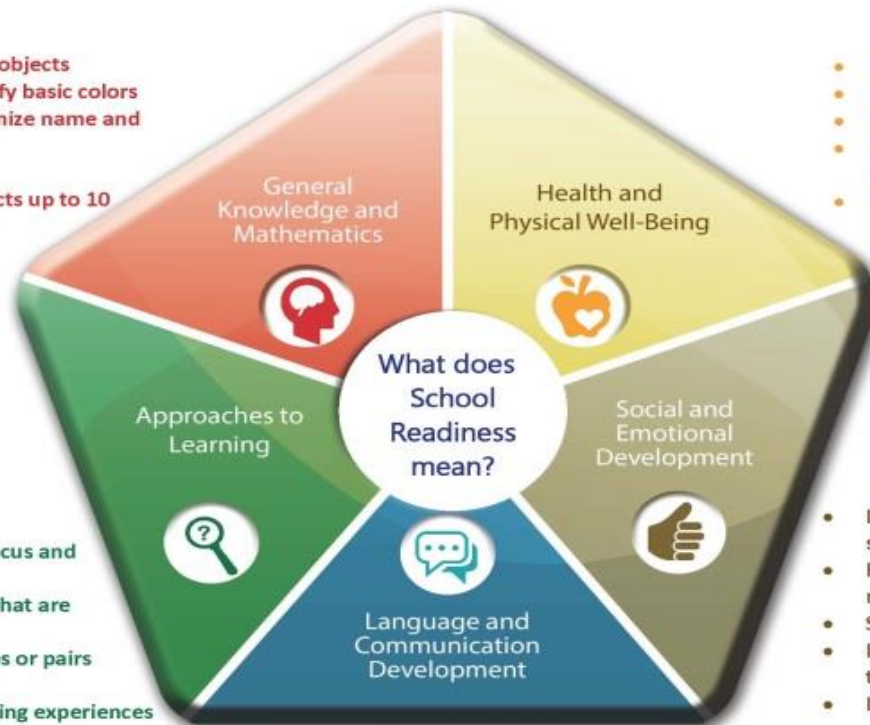 objects
fy basic colors
nize name and
cts up to 10
General
Knowledge and
Mathematics
Health and
Physical Well-Being
What does
School
Readiness
mean?
Approaches to
Learning
?
Social and
Emotional
Development
Language and
Communication
Development
cus and
hat are
es or pairs
ing experiences